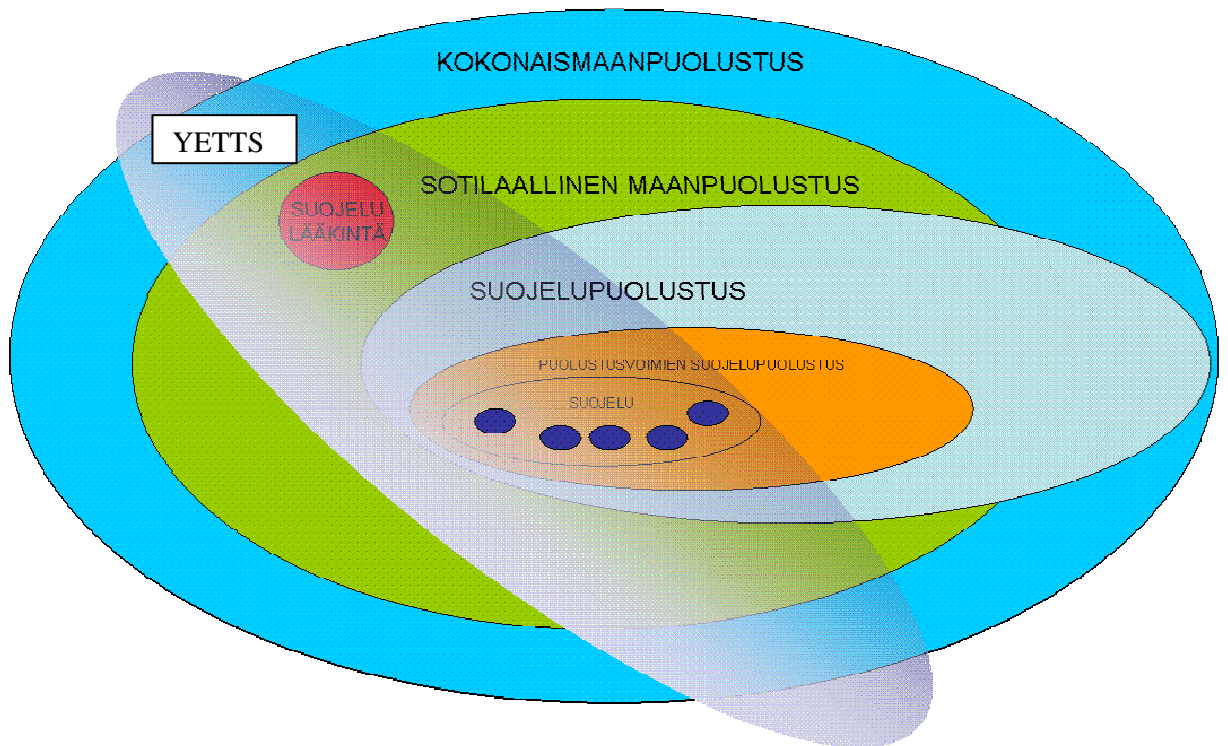 KOKONAISMAANPUOLUSTUS
YETTS
SOTILAALLINEN MAANPUOLUSTUS
SUOJELU
LÄÄKINTÄ
SUOJELUPUOLUSTUS
PUOLUSTUSVOIMIEN SUOJELUPUOLUSTUS
SUOJELU